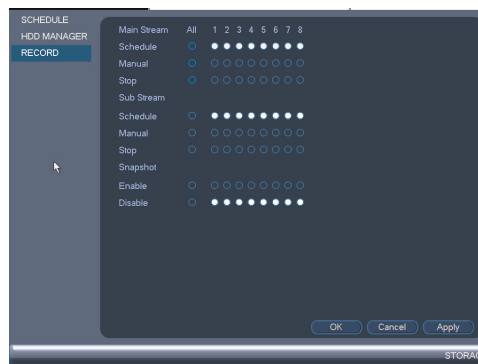 SCHEDULE
HDD MANAGER
RECORD
Main Stream All 1 2 3 4 5 6 7 8
Schedule
Manual
Stop
Sub Stream
Schedule
Manual
Stop
Snapshot
Enable
Disable
OK Cancel Apply
STORAG